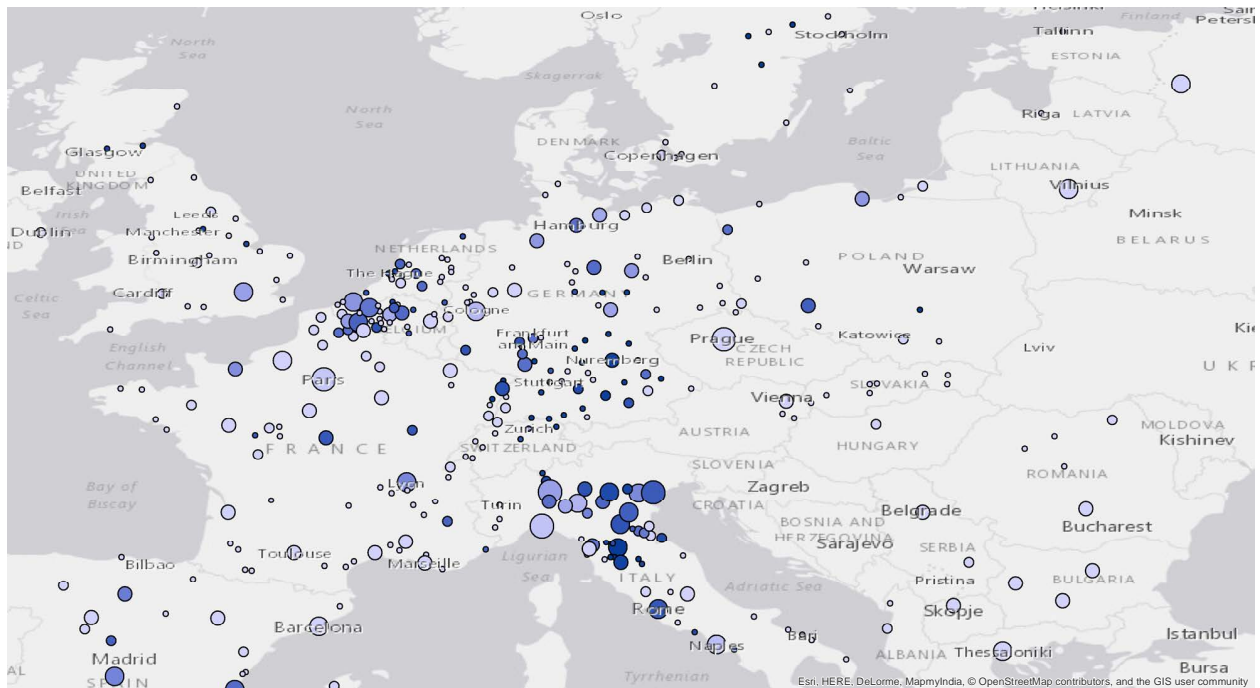 Oslo
Helsinki
North
Sea
Stockholm
Tallinn
Finland
ESTONIA
Skagerrak
North
Sea
Riga LATVIA
DENMARK
Baltic
Sea
Glasgow
Copenhagen
LITHUANIA
UNITED
KINGDOM
Belfast
Vilnius
Irish
Sea
Leeds
Minsk
Dublin
Manchester
Hamburg
BELARUS
NETHERLANDS
Birmingham
The Hague
Berlin
POLAND
Warsaw
Celtic
Sea
Cardiff
GERMANY
Cologne
BELGIUM
English
Channel
Frankfurt
am Main
Prague
Katowice
Lviv
CZECH
REPUBLIC
Nuremberg
U K R
Paris
Stuttgart
SLOVAKIA
Vienna
Zurich
AUSTRIA
MOLDOVA
Kishinev
FRANCE
SWITZERLAND
HUNGARY
SLOVENIA
ROMANIA
Bay of
Biscay
Lyon
Zagreb
Turin
CROATIA
Belgrade
BOSNIA AND
HERZEGOVINA
Bucharest
Sarajevo
SERBIA
Toulouse
Ligurian
Sea
Bilbao
Marseille
ITALY
Adriatic Sea
Pristina
BULGARIA
Rome
Skopje
Barcelona
Bari
Istanbul
Naples
ALBANIA
Thessaloniki
Madrid
Bursa
SPAIN
Tyrrhenian
Esri, HERE, DeLorme, MapmyIndia, © OpenStreetMap contributors, and the GIS user community